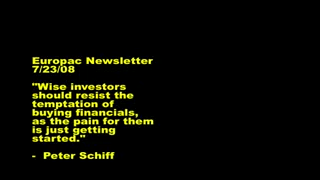 Europac Newsletter
7/23/08
"Wise investors
should resist the
temptation of
buying financials,
as the pain for them
is just getting
started."
- Peter Schiff